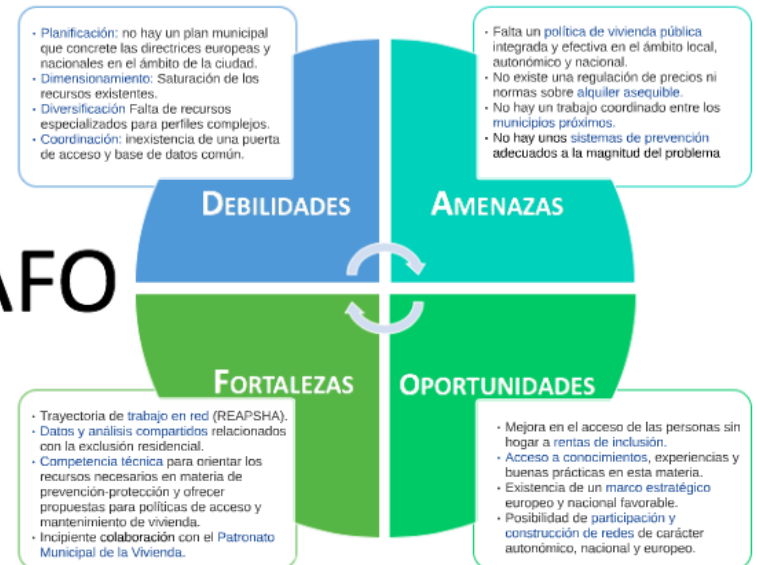 · Planificación: no hay un plan municipal
que concrete las directrices europeas y
nacionales en el ámbito de la ciudad.
· Dimensionamiento: Saturación de los
recursos existentes.
· Diversificación Falta de recursos
especializados para perfiles complejos.
· Coordinación: inexistencia de una puerta
de acceso y base de datos común.
· Falta un política de vivienda pública
integrada y efectiva en el ámbito local,
autonómico y nacional.
· No existe una regulación de precios ni
normas sobre alquiler asequible.
· No hay un trabajo coordinado entre los
municipios próximos.
· No hay unos sistemas de prevención
adecuados a la magnitud del problema
DEBILIDADES
AMENAZAS
AFO
FORTALEZAS
OPORTUNIDADES
· Trayectoria de trabajo en red (REAPSHA).
· Datos y análisis compartidos relacionados
con la exclusión residencial.
· Competencia técnica para orientar los
recursos necesarios en materia de
prevención-protección y ofrecer
propuestas para políticas de acceso y
mantenimiento de vivienda.
· Incipiente colaboración con el Patronato
Municipal de la Vivienda.
· Mejora en el acceso de las personas sin
hogar a rentas de inclusión.
· Acceso a conocimientos, experiencias y
buenas prácticas en esta materia.
· Existencia de un marco estratégico
europeo y nacional favorable.
· Posibilidad de participación y
construcción de redes de carácter
autonómico, nacional y europeo.